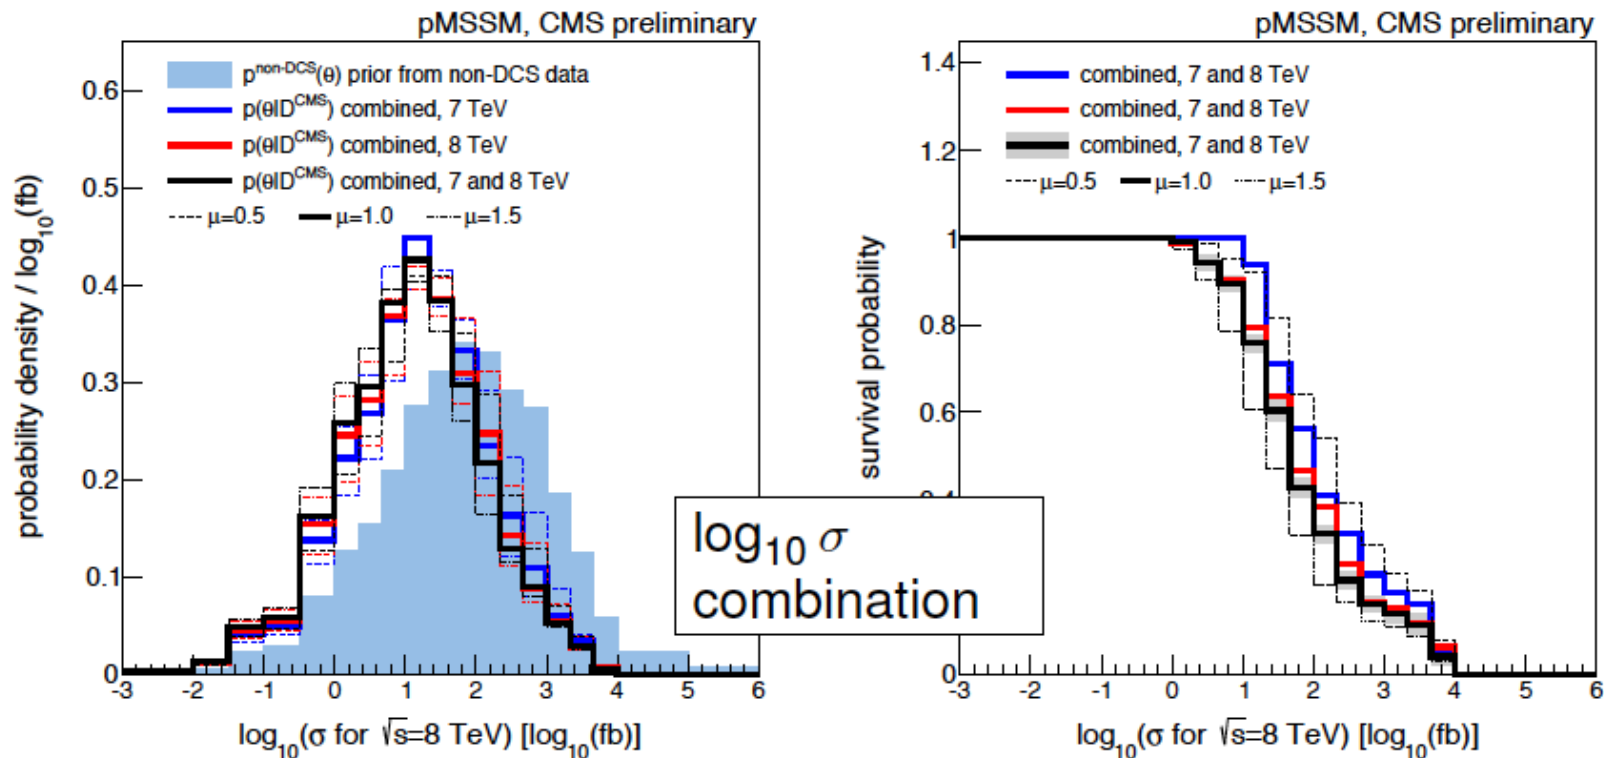 pMSSM, CMS preliminary
p^non-DCS(θ) prior from non-DCS data
p(θ|D^CMS) combined, 7 TeV
p(θ|D^CMS) combined, 8 TeV
p(θ|D^CMS) combined, 7 and 8 TeV
μ=0.5 μ=1.0 μ=1.5
probability density / log₁₀(fb)
0.6
0.5
0.4
0.3
0.2
0.1
0
-3 -2 -1 0 1 2 3 4 5 6
log₁₀(σ for √s=8 TeV) [log₁₀(fb)]
log₁₀ σ
combination
pMSSM, CMS preliminary
combined, 7 and 8 TeV
combined, 7 and 8 TeV
combined, 7 and 8 TeV
μ=0.5 μ=1.0 μ=1.5
survival probability
1.4
1.2
1
0.8
0.6
0
-3 -2 -1 0 1 2 3 4 5 6
log₁₀(σ for √s=8 TeV) [log₁₀(fb)]